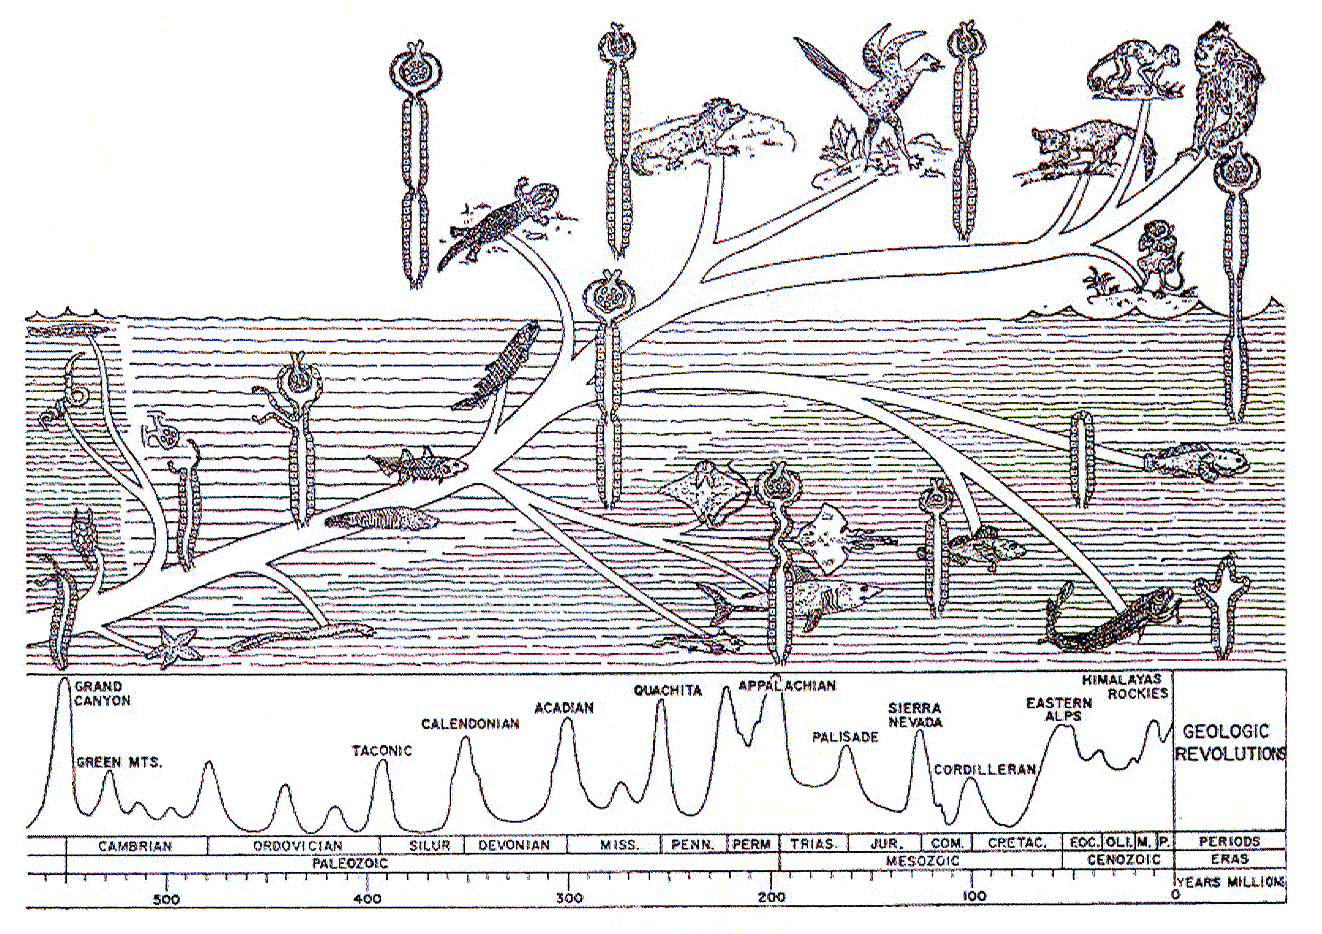 GRAND
CANYON
GREEN MTS.
TACONIC
CALENDONIAN
ACADIAN
QUACHITA
APPALACHIAN
PALISADE
SIERRA
NEVADA
CORDILLERAN
EASTERN
ALPS
HIMALAYAS
ROCKIES
GEOLOGIC
REVOLUTIONS
CAMBRIAN
ORDOVICIAN
SILUR
DEVONIAN
MISS.
PENN.
PERM
TRIAS.
JUR.
COM.
CRETAC.
EOC.
OLI.
M.
P.
PERIODS
PALEOZOIC
MESOZOIC
CENOZOIC
ERAS
500
400
300
200
100
0
YEARS MILLIONS